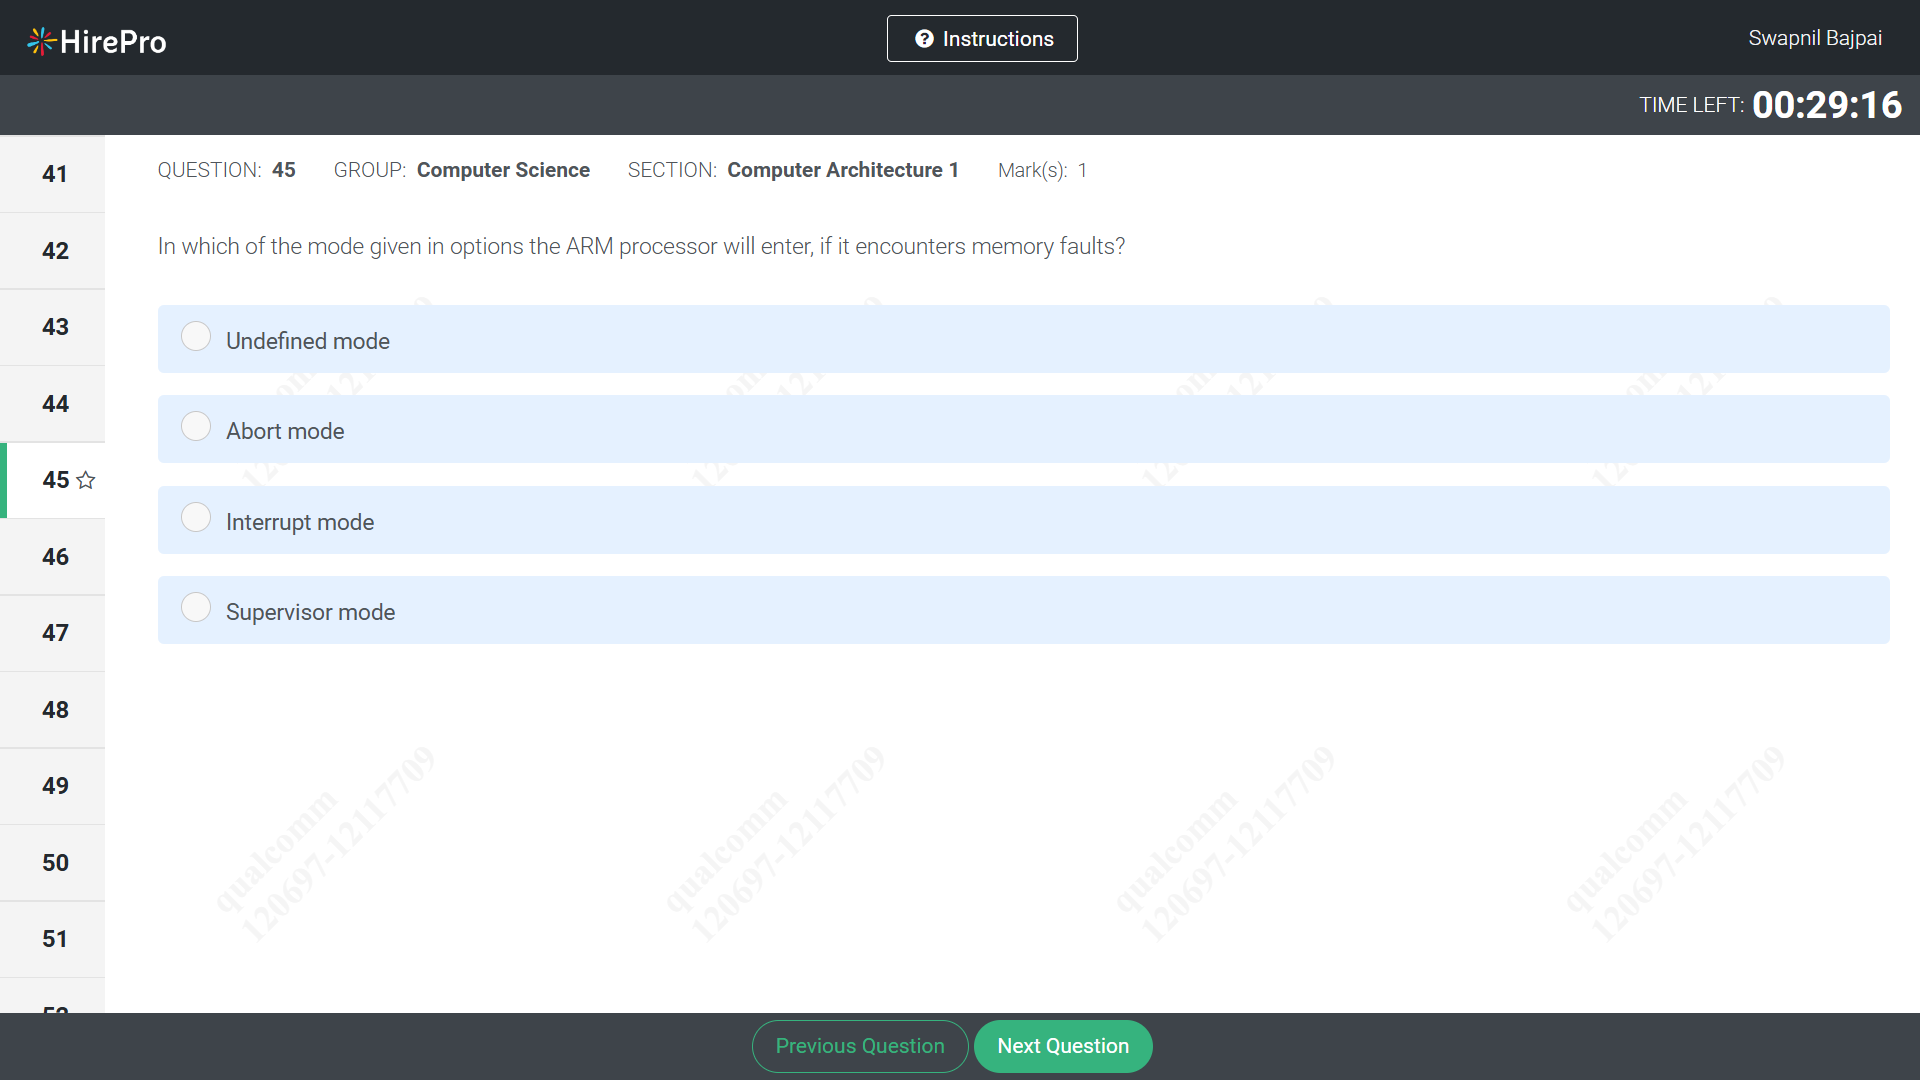 HirePro
Instructions
Swapnil Bajpai
TIME LEFT: 00:29:16
41
42
43
44
45
46
47
48
49
50
51
QUESTION: 45 GROUP: Computer Science SECTION: Computer Architecture 1 Mark(s): 1
In which of the mode given in options the ARM processor will enter, if it encounters memory faults?
Undefined mode
Abort mode
Interrupt mode
Supervisor mode
qualcomm
120697-12117709
qualcomm
120697-12117709
qualcomm
120697-12117709
qualcomm
120697-12117709
Previous Question
Next Question